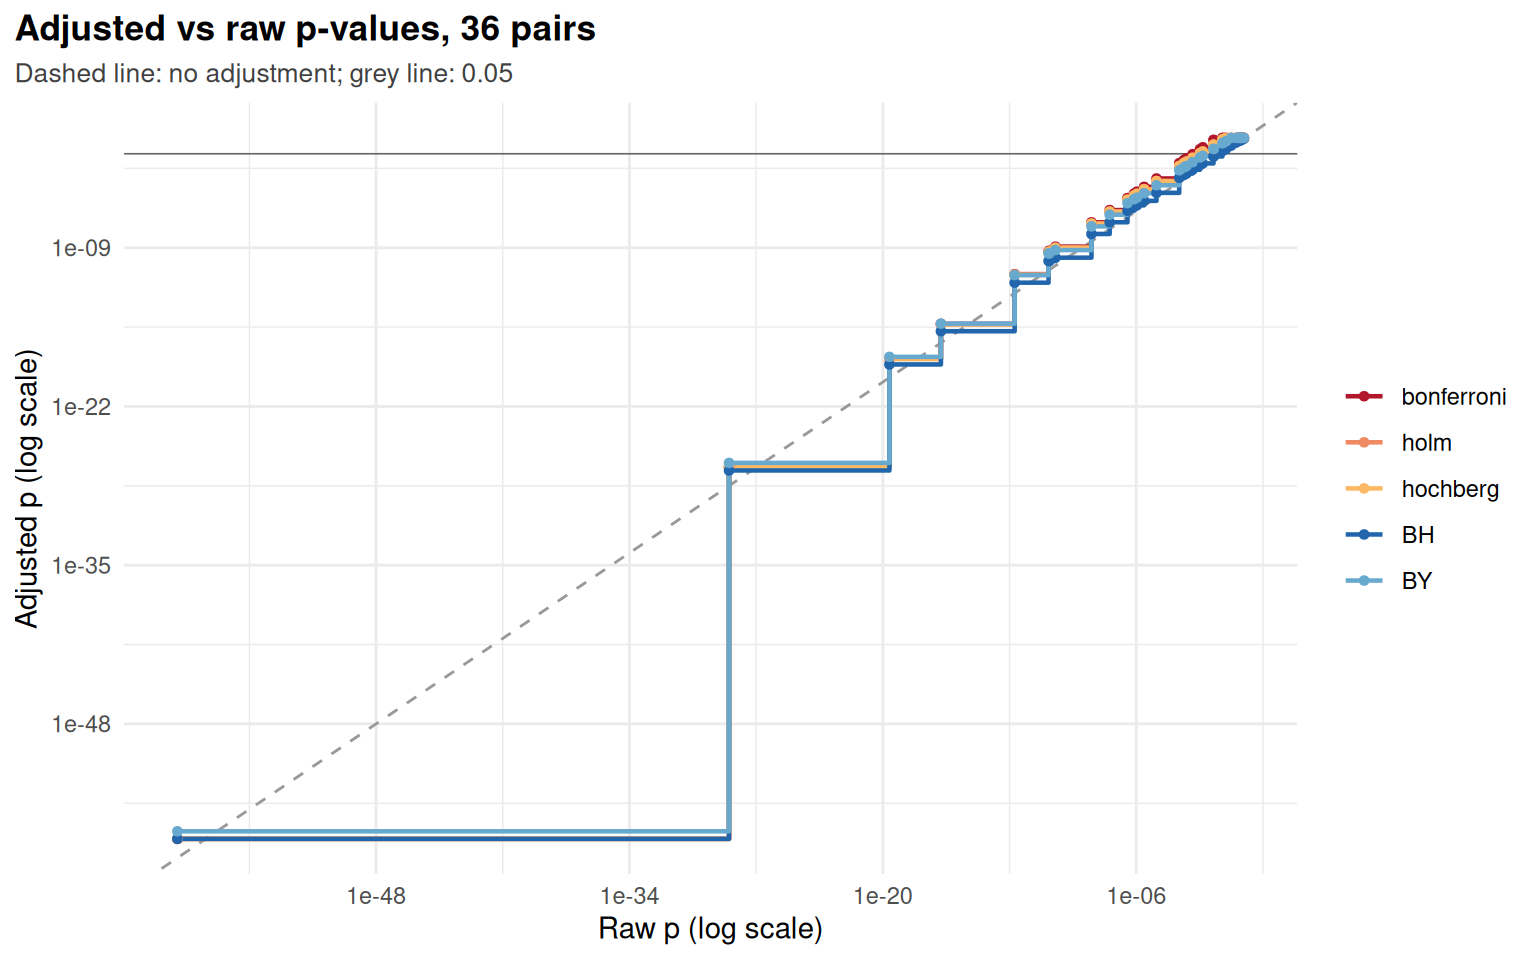 Adjusted vs raw p-values, 36 pairs
Dashed line: no adjustment; grey line: 0.05
Adjusted p (log scale)
1e-09
1e-22
1e-35
1e-48
1e-48
1e-34
1e-20
1e-06
Raw p (log scale)
bonferroni
holm
hochberg
BH
BY